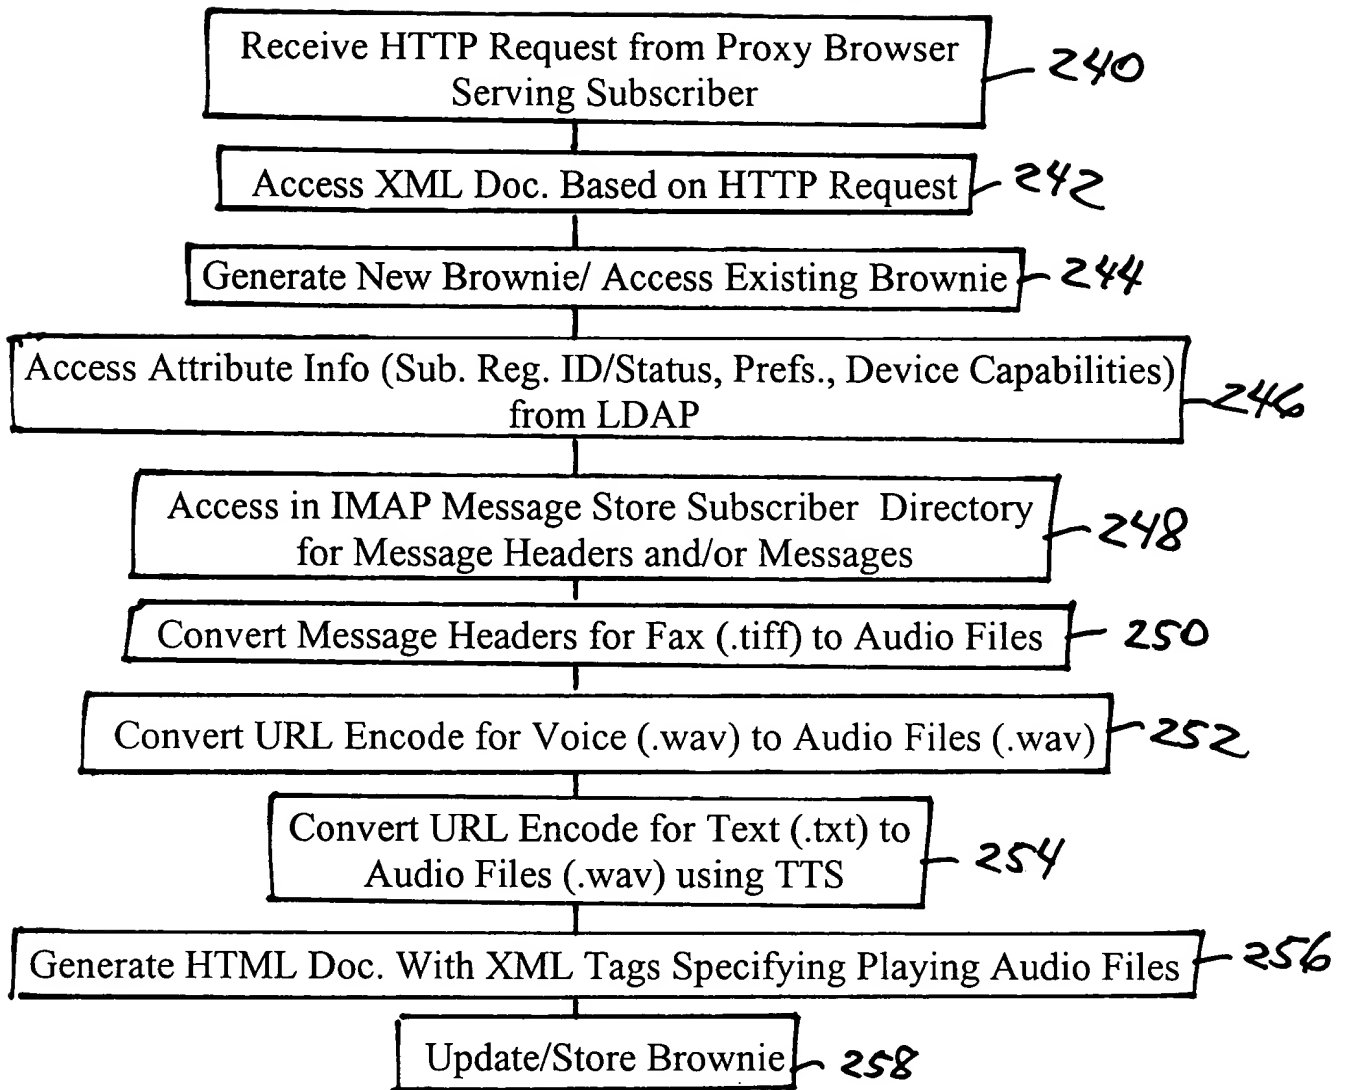 Receive HTTP Request from Proxy Browser
Serving Subscriber
240
Access XML Doc. Based on HTTP Request
242
Generate New Brownie/ Access Existing Brownie
244
Access Attribute Info (Sub. Reg. ID/Status, Prefs., Device Capabilities)
from LDAP
246
Access in IMAP Message Store Subscriber Directory
for Message Headers and/or Messages
248
Convert Message Headers for Fax (.tiff) to Audio Files
250
Convert URL Encode for Voice (.wav) to Audio Files (.wav)
252
Convert URL Encode for Text (.txt) to
Audio Files (.wav) using TTS
254
Generate HTML Doc. With XML Tags Specifying Playing Audio Files
256
Update/Store Brownie
258